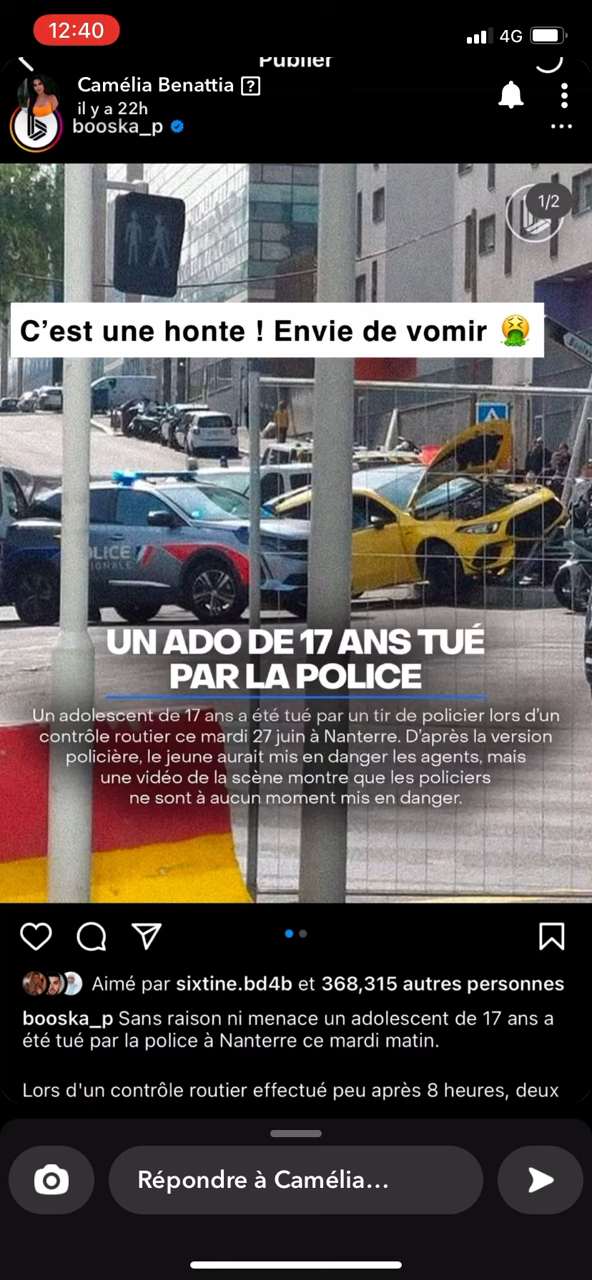 12:40
4G
Publier
Camélia Benattia ?
il y a 22h
booska_p
1/2
C'est une honte ! Envie de vomir 🤮
POLICE
NATIONALE
UN ADO DE 17 ANS TUÉ
PAR LA POLICE
Un adolescent de 17 ans a été tué par un tir de policier lors d'un
contrôle routier ce mardi 27 juin à Nanterre. D'après la version
policière, le jeune aurait mis en danger les agents, mais
une vidéo de la scène montre que les policiers
ne sont à aucun moment mis en danger.
Aimé par sixtine.bd4b et 368,315 autres personnes
booska_p Sans raison ni menace un adolescent de 17 ans a
été tué par la police à Nanterre ce mardi matin.
Lors d'un contrôle routier effectué peu après 8 heures, deux
Répondre à Camélia...